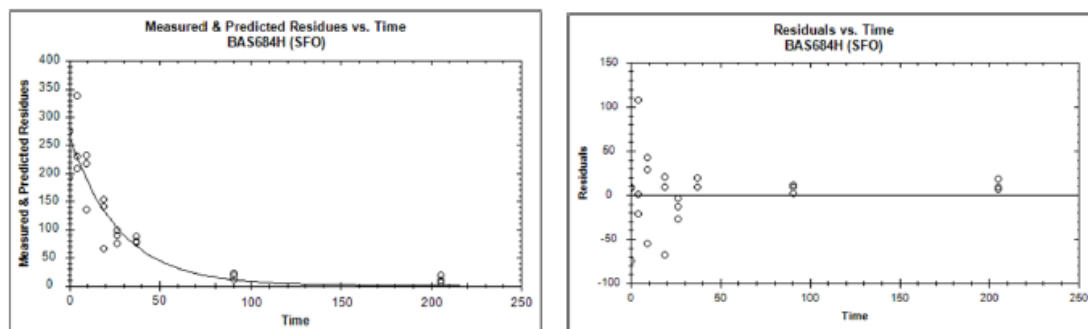 Measured & Predicted Residues vs. Time
BAS684H (SFO)
Measured & Predicted Residues
400
350
300
250
200
150
100
50
0
0 50 100 150 200 250
Time
Residuals vs. Time
BAS684H (SFO)
Residuals
150
100
50
0
-50
-100
0 50 100 150 200 250
Time